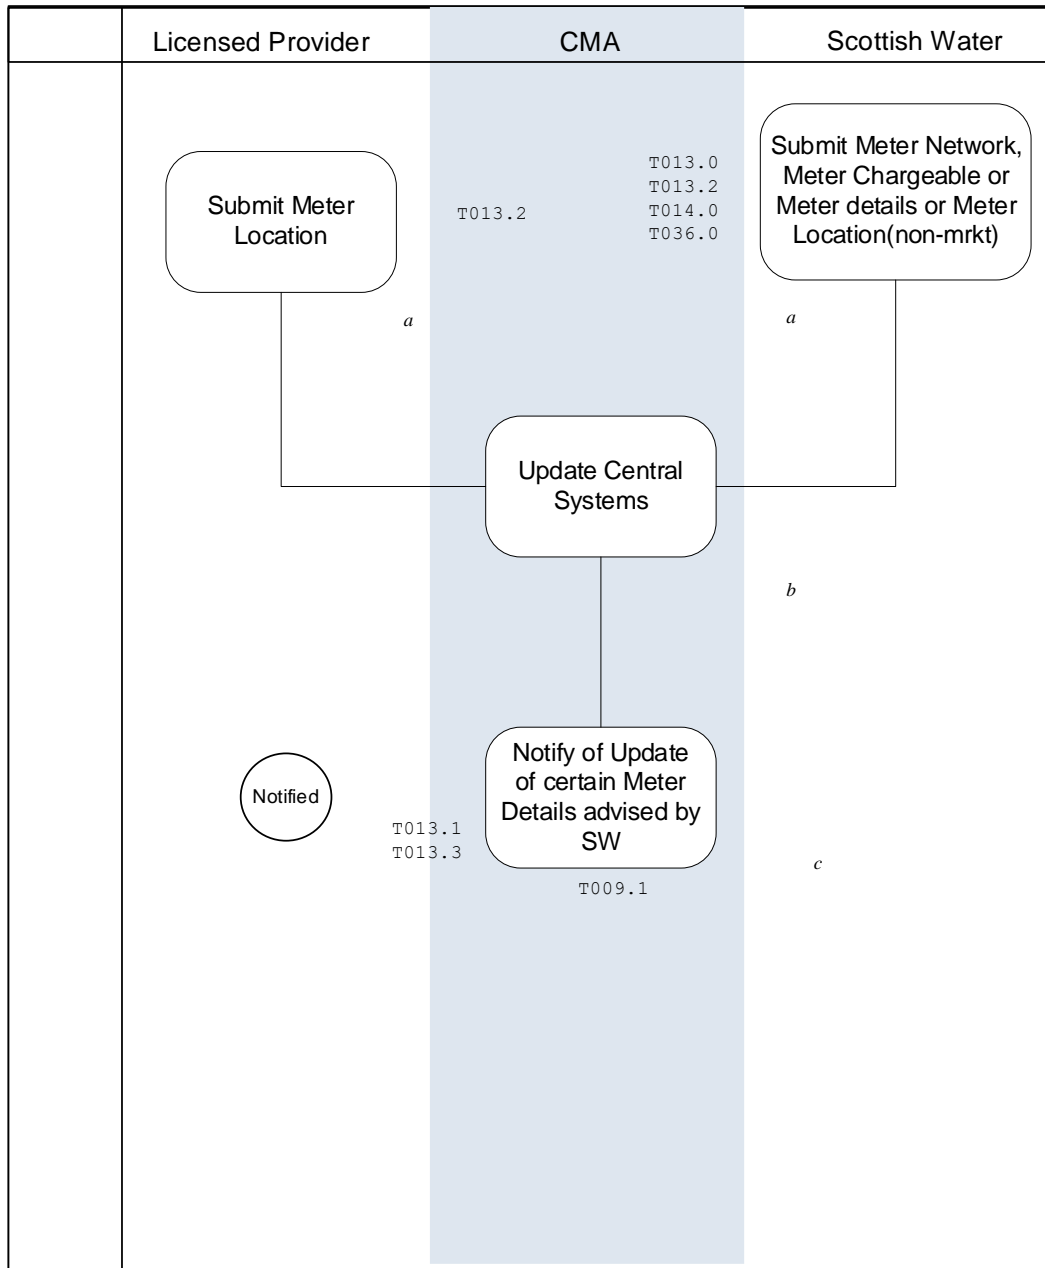 Licensed Provider
CMA
Scottish Water
Submit Meter
Location
T013.2
T013.0
T013.2
T014.0
T036.0
Submit Meter Network,
Meter Chargeable or
Meter details or Meter
Location(non-mrkt)
a
a
Update Central
Systems
b
Notified
T013.1
T013.3
Notify of Update
of certain Meter
Details advised by
SW
T009.1
c